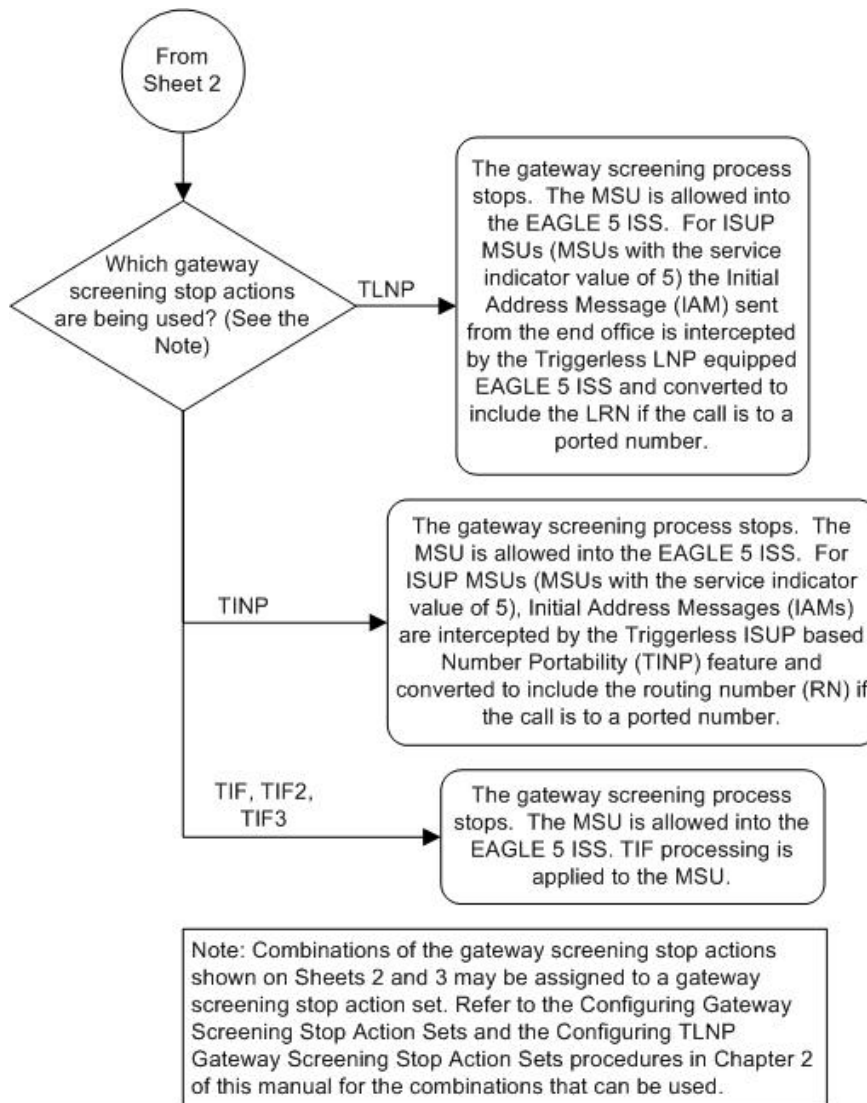 From
Sheet 2
Which gateway
screening stop actions
are being used? (See the
Note)
TLNP
The gateway screening process
stops.  The MSU is allowed into
the EAGLE 5 ISS.  For ISUP
MSUs (MSUs with the service
indicator value of 5) the Initial
Address Message (IAM) sent
from the end office is intercepted
by the Triggerless LNP equipped
EAGLE 5 ISS and converted to
include the LRN if the call is to a
ported number.
TINP
The gateway screening process stops.  The
MSU is allowed into the EAGLE 5 ISS.  For
ISUP MSUs (MSUs with the service indicator
value of 5), Initial Address Messages (IAMs)
are intercepted by the Triggerless ISUP based
Number Portability (TINP) feature and
converted to include the routing number (RN) if
the call is to a ported number.
TIF, TIF2,
TIF3
The gateway screening process
stops.  The MSU is allowed into the
EAGLE 5 ISS. TIF processing is
applied to the MSU.
Note: Combinations of the gateway screening stop actions
shown on Sheets 2 and 3 may be assigned to a gateway
screening stop action set. Refer to the Configuring Gateway
Screening Stop Action Sets and the Configuring TLNP
Gateway Screening Stop Action Sets procedures in Chapter 2
of this manual for the combinations that can be used.